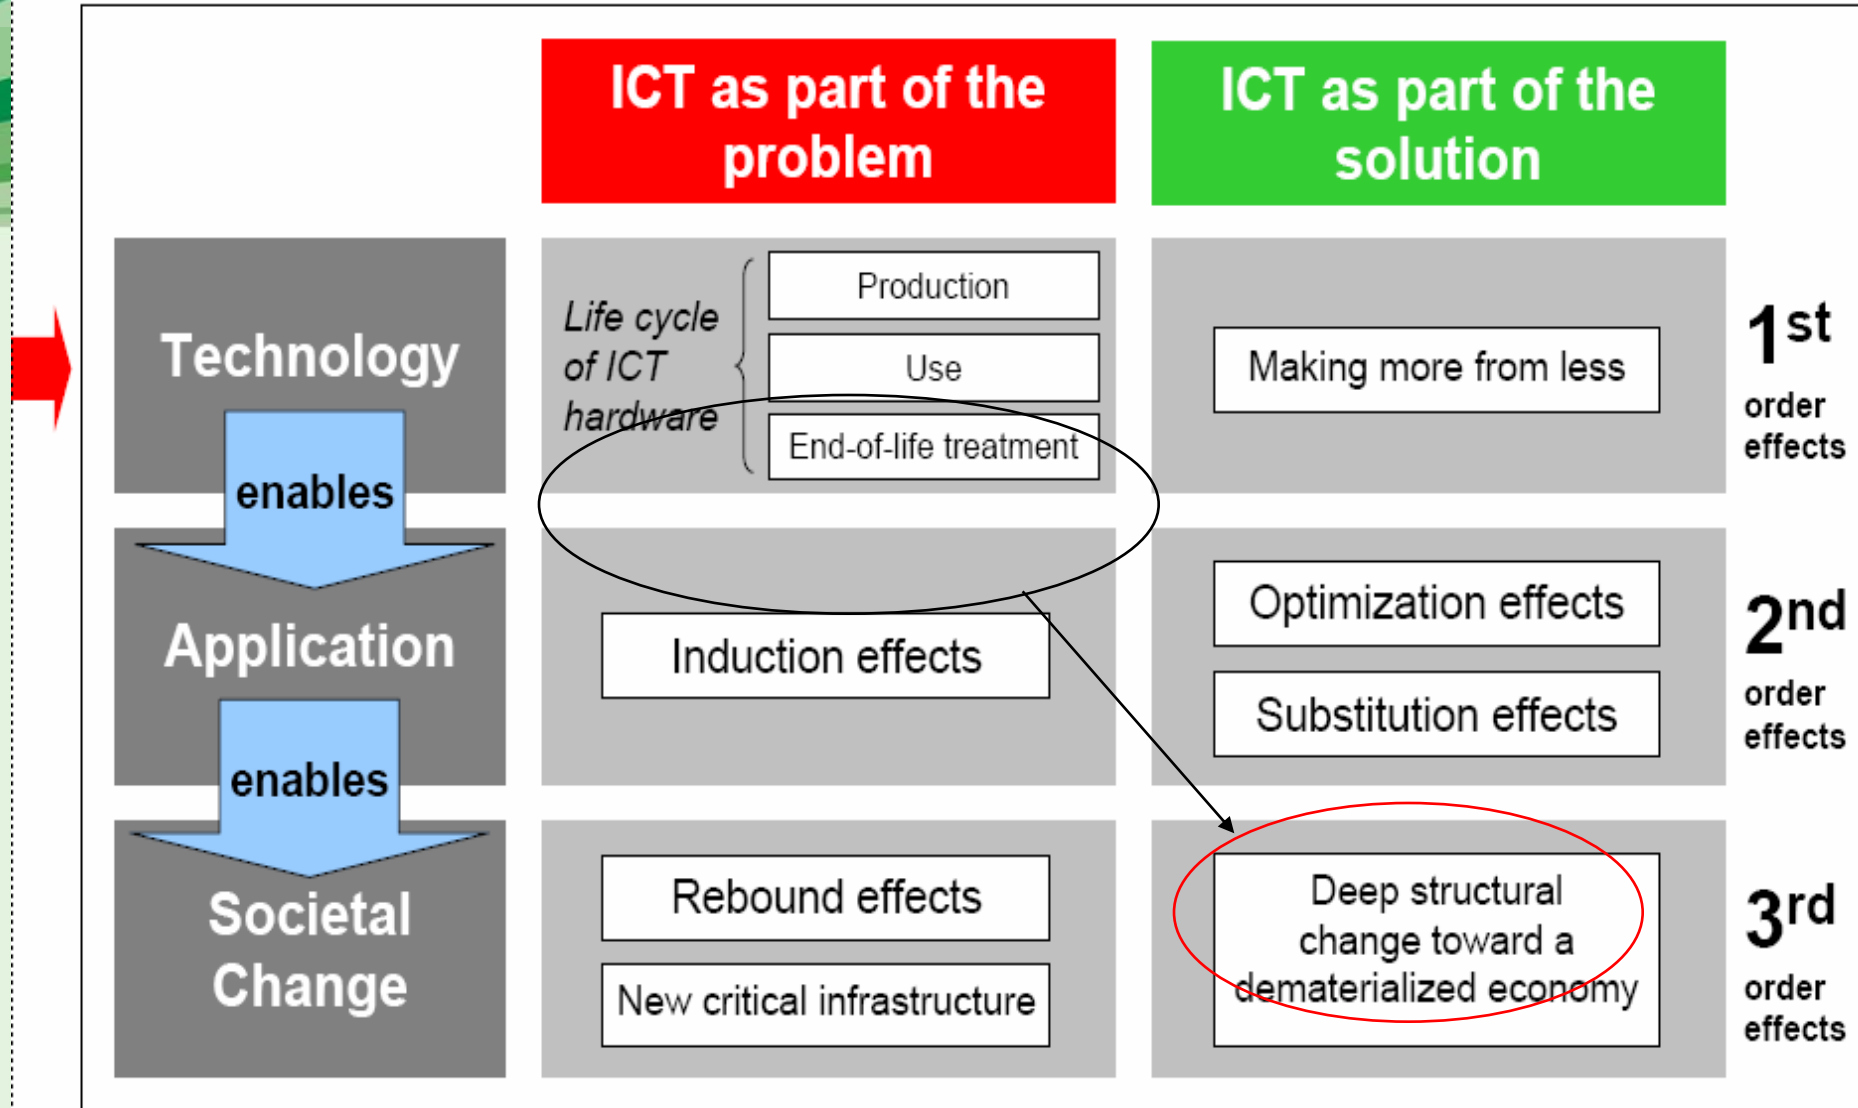 ICT as part of the
problem
ICT as part of the
solution
Technology
Life cycle
of ICT
hardware
Production
Use
End-of-life treatment
Making more from less
1st
order
effects
enables
Application
Induction effects
Optimization effects
Substitution effects
2nd
order
effects
enables
Societal
Change
Rebound effects
New critical infrastructure
Deep structural
change toward a
dematerialized economy
3rd
order
effects